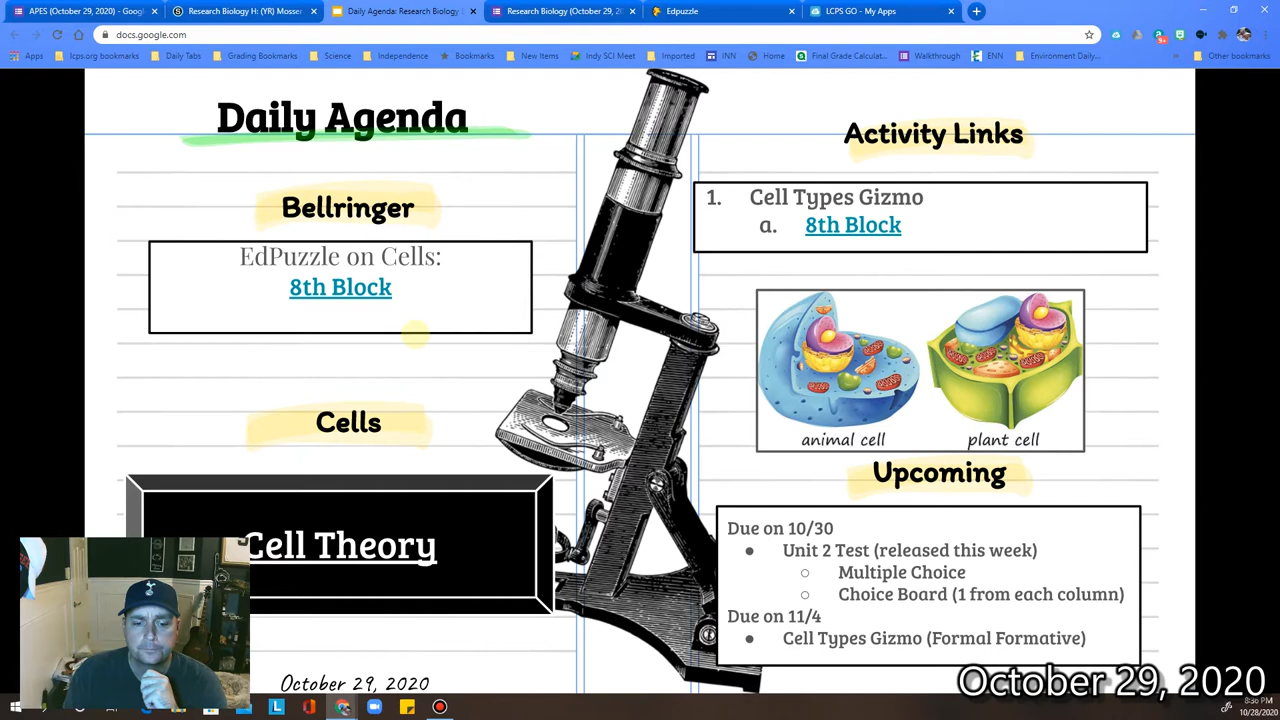 APES (October 29, 2020) - Googl
Research Biology H: (YR) Mosser
Daily Agenda: Research Biology
Research Biology (October 29, 2
Edpuzzle
LCPS GO - My Apps
docs.google.com
Apps
lcps.org bookmarks
Daily Tabs
Grading Bookmarks
Science
Independence
Bookmarks
New Items
Indy SCI Meet
Imported
INN
Home
Final Grade Calculat...
Walkthrough
ENN
Environment Daily...
Other bookmarks
Daily Agenda
Bellringer
EdPuzzle on Cells:
8th Block
Cells
Cell Theory
October 29, 2020
Activity Links
1. Cell Types Gizmo
a. 8th Block
animal cell
plant cell
Upcoming
Due on 10/30
● Unit 2 Test (released this week)
○ Multiple Choice
○ Choice Board (1 from each column)
Due on 11/4
● Cell Types Gizmo (Formal Formative)
October 29, 2020
10/28/2020